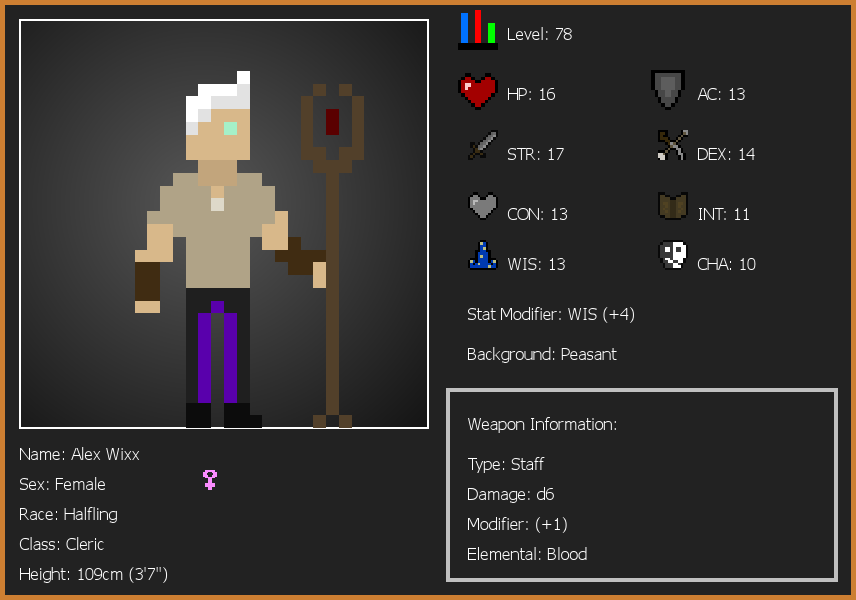 Level: 78
HP: 16
AC: 13
STR: 17
DEX: 14
CON: 13
INT: 11
WIS: 13
CHA: 10
Stat Modifier: WIS (+4)
Background: Peasant
Weapon Information:
Type: Staff
Damage: d6
Modifier: (+1)
Elemental: Blood
Name: Alex Wixx
Sex: Female
Race: Halfling
Class: Cleric
Height: 109cm (3'7")